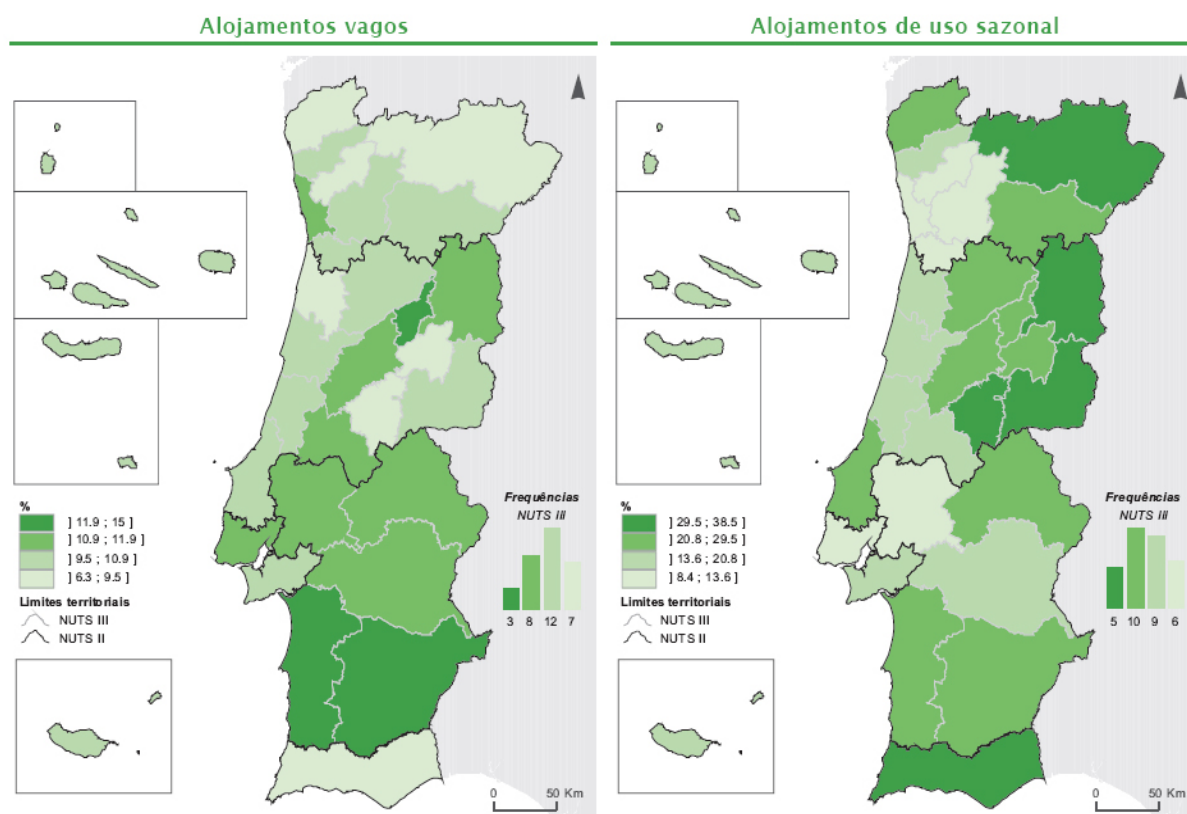 Alojamentos vagos
%
] 11.9 ; 15 ]
] 10.9 ; 11.9 ]
] 9.5 ; 10.9 ]
] 6.3 ; 9.5 ]
Limites territoriais
NUTS III
NUTS II
Frequências
NUTS III
3 8 12 7
0 50 Km
Alojamentos de uso sazonal
%
] 29.5 ; 38.5 ]
] 20.8 ; 29.5 ]
] 13.6 ; 20.8 ]
] 8.4 ; 13.6 ]
Limites territoriais
NUTS III
NUTS II
Frequências
NUTS III
5 10 9 6
0 50 Km